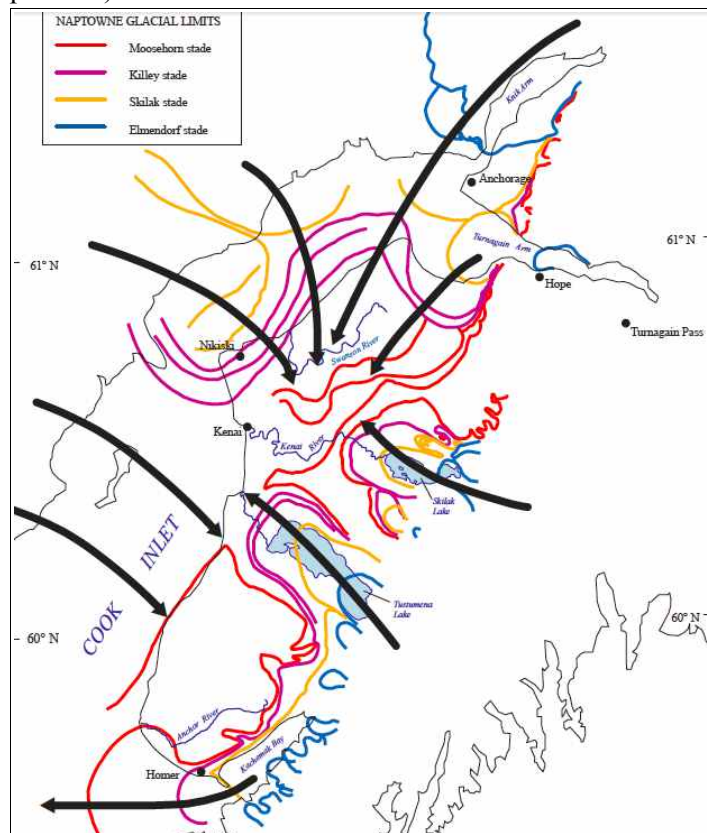 NAPTOWNE GLACIAL LIMITS
Moosehorn stade
Killey stade
Skilak stade
Elmendorf stade
Knik Arm
Anchorage
Turnagain Arm
61° N
61° N
Hope
Turnagain Pass
Nikiski
Swanson River
Kenai
Kenai River
Skilak
Lake
COOK INLET
Tustumena
Lake
60° N
60° N
Anchor River
Kachemak Bay
Homer